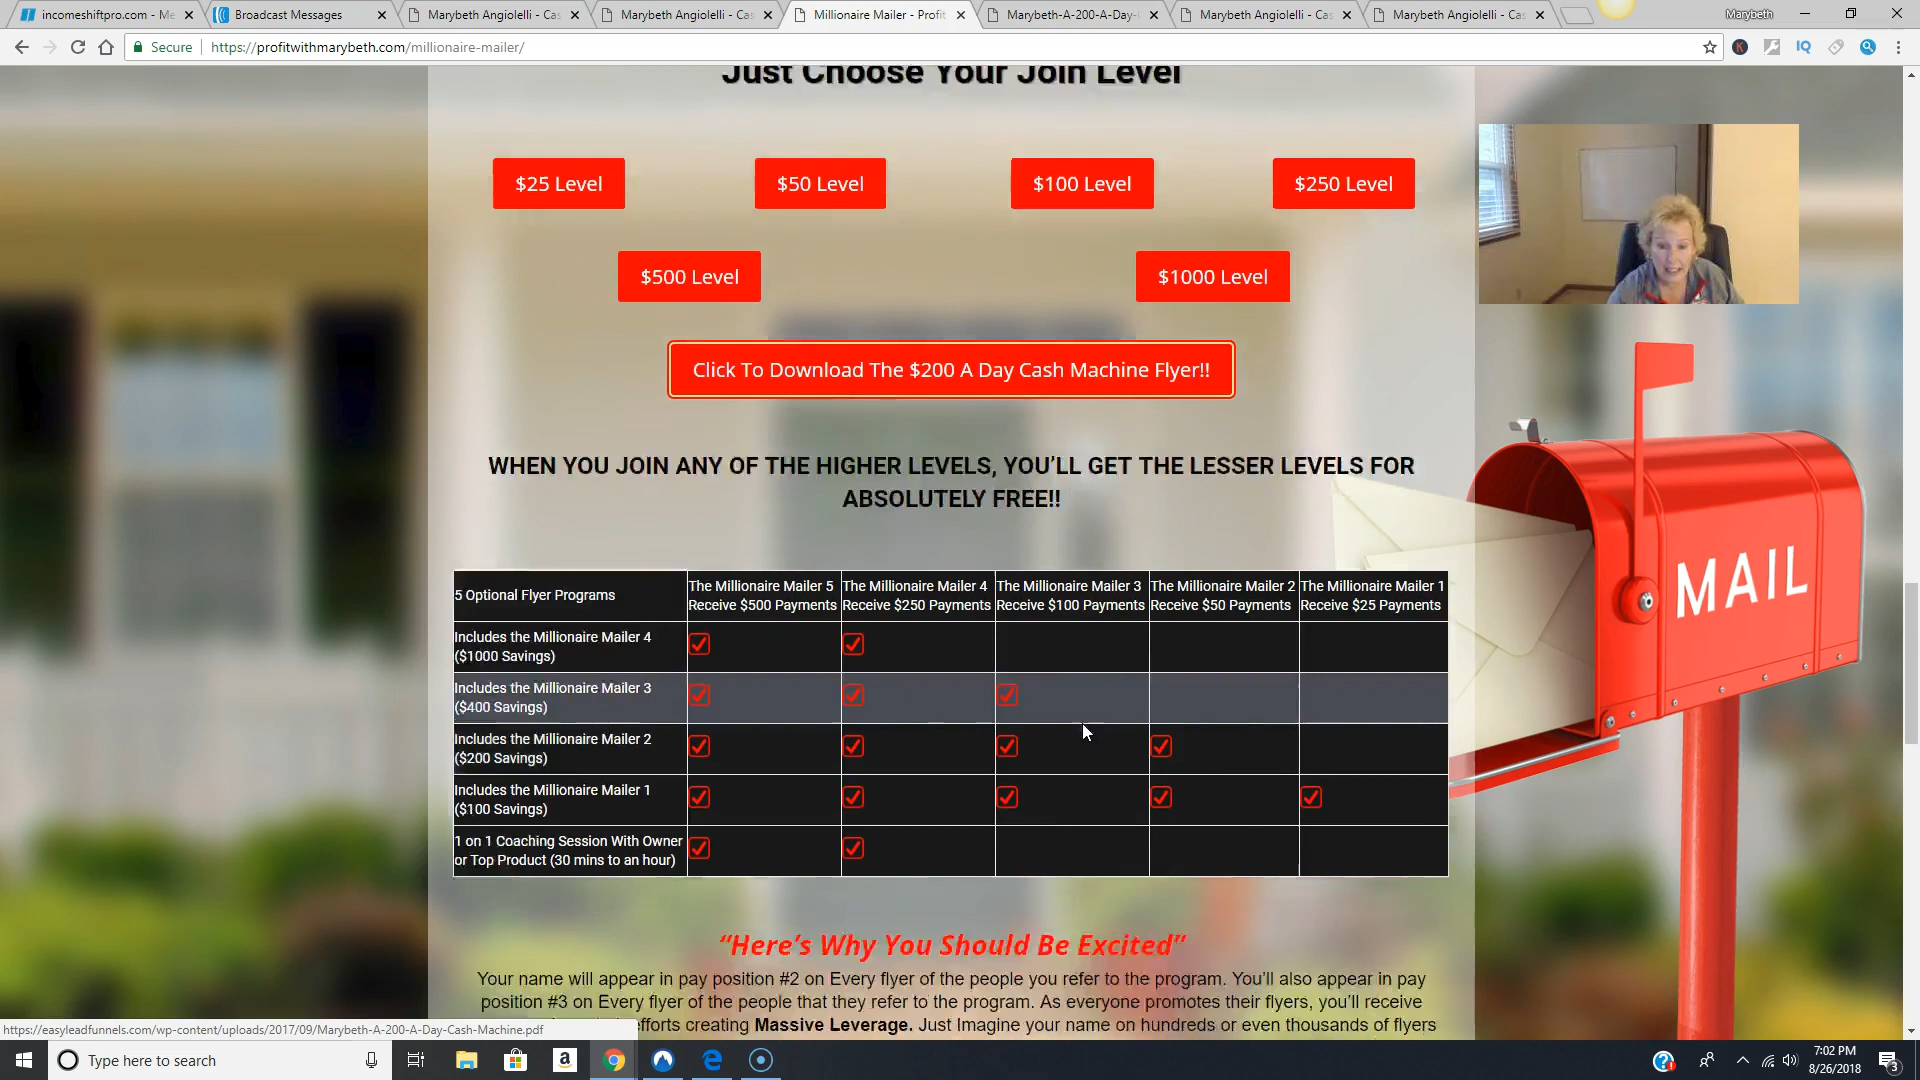 incomeshiftpro.com - Me
Broadcast Messages
Marybeth Angiolelli - Cas
Marybeth Angiolelli - Cas
Millionaire Mailer - Profit
Marybeth-A-200-A-Day-
Marybeth Angiolelli - Cas
Marybeth Angiolelli - Cas
Marybeth
Secure
https://profitwithmarybeth.com/millionaire-mailer/
K
IQ
Just Choose Your Join Level
$25 Level
$50 Level
$100 Level
$250 Level
$500 Level
$1000 Level
Click To Download The $200 A Day Cash Machine Flyer!!
WHEN YOU JOIN ANY OF THE HIGHER LEVELS, YOU'LL GET THE LESSER LEVELS FOR
ABSOLUTELY FREE!!
MAIL
5 Optional Flyer Programs
The Millionaire Mailer 5
Receive $500 Payments
The Millionaire Mailer 4
Receive $250 Payments
The Millionaire Mailer 3
Receive $100 Payments
The Millionaire Mailer 2
Receive $50 Payments
The Millionaire Mailer 1
Receive $25 Payments
Includes the Millionaire Mailer 4
($1000 Savings)
Includes the Millionaire Mailer 3
($400 Savings)
Includes the Millionaire Mailer 2
($200 Savings)
Includes the Millionaire Mailer 1
($100 Savings)
1 on 1 Coaching Session With Owner
or Top Product (30 mins to an hour)
“Here’s Why You Should Be Excited”
Your name will appear in pay position #2 on Every flyer of the people you refer to the program. You’ll also appear in pay
position #3 on Every flyer of the people that they refer to the program. As everyone promotes their flyers, you’ll receive
efforts creating Massive Leverage. Just Imagine your name on hundreds or even thousands of flyers
https://easyleadfunnels.com/wp-content/uploads/2017/09/Marybeth-A-200-A-Day-Cash-Machine.pdf
Type here to search
a
7:02 PM
8/26/2018
3